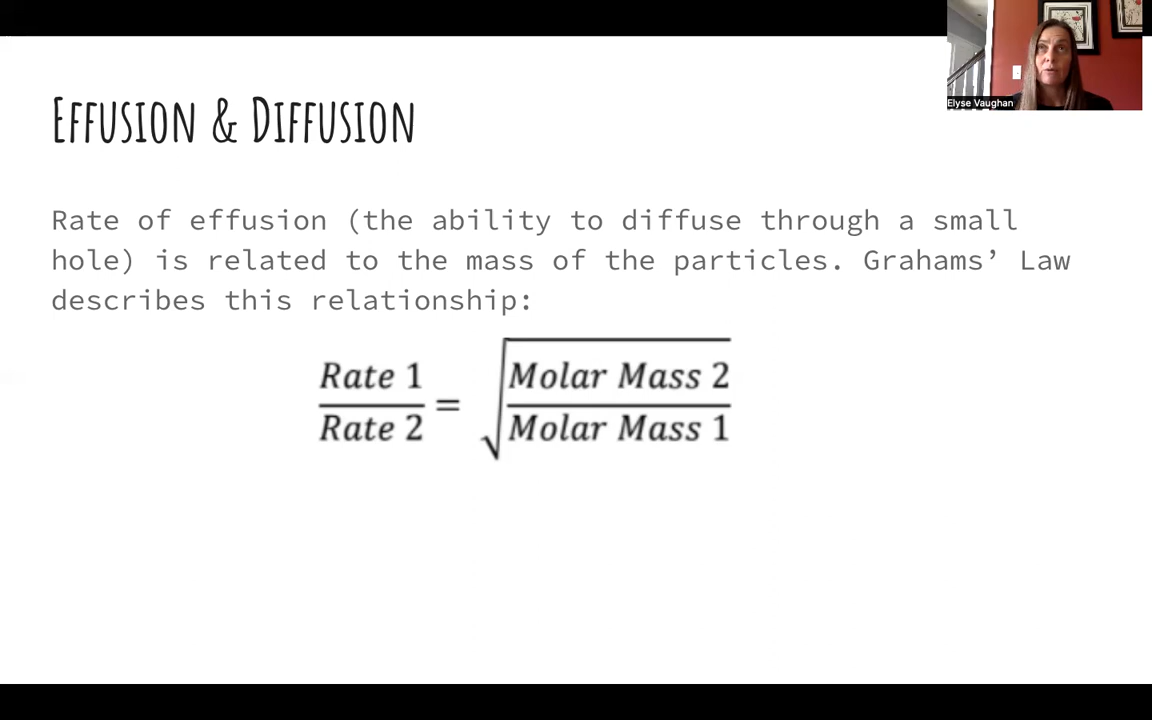 Elyse Vaughan
EFFUSION & DIFFUSION
Rate of effusion (the ability to diffuse through a small
hole) is related to the mass of the particles. Grahams’ Law
describes this relationship:
Rate 1 / Rate 2 = √(Molar Mass 2 / Molar Mass 1)